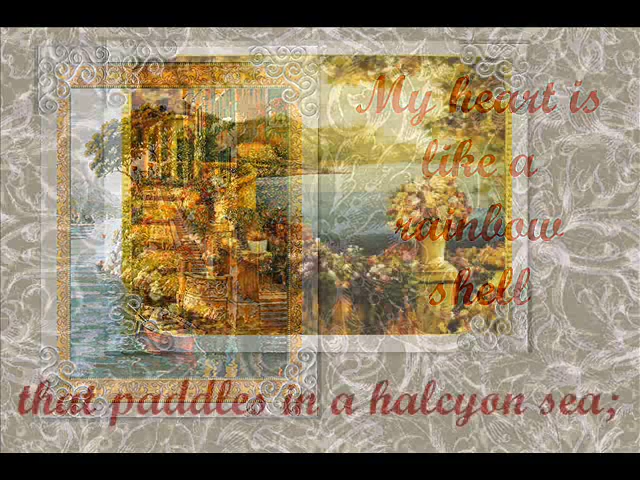 My heart is
like a
rainbow
shell
that paddles in a halcyon sea;